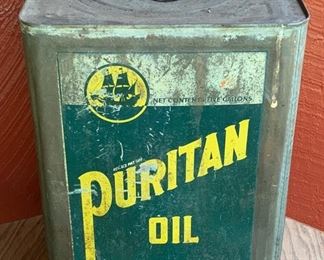 NET CONTENTS FIVE GALLONS
PURITAN
OIL